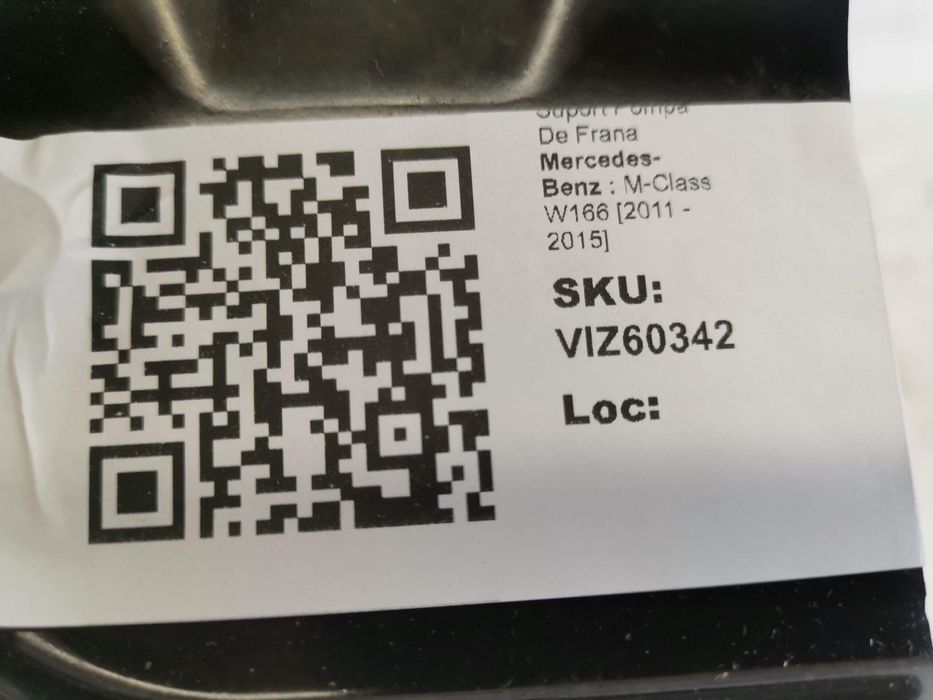 Suport Pompa
De Frana
Mercedes-
Benz : M-Class
W166 [2011 -
2015]
SKU:
VIZ60342
Loc: